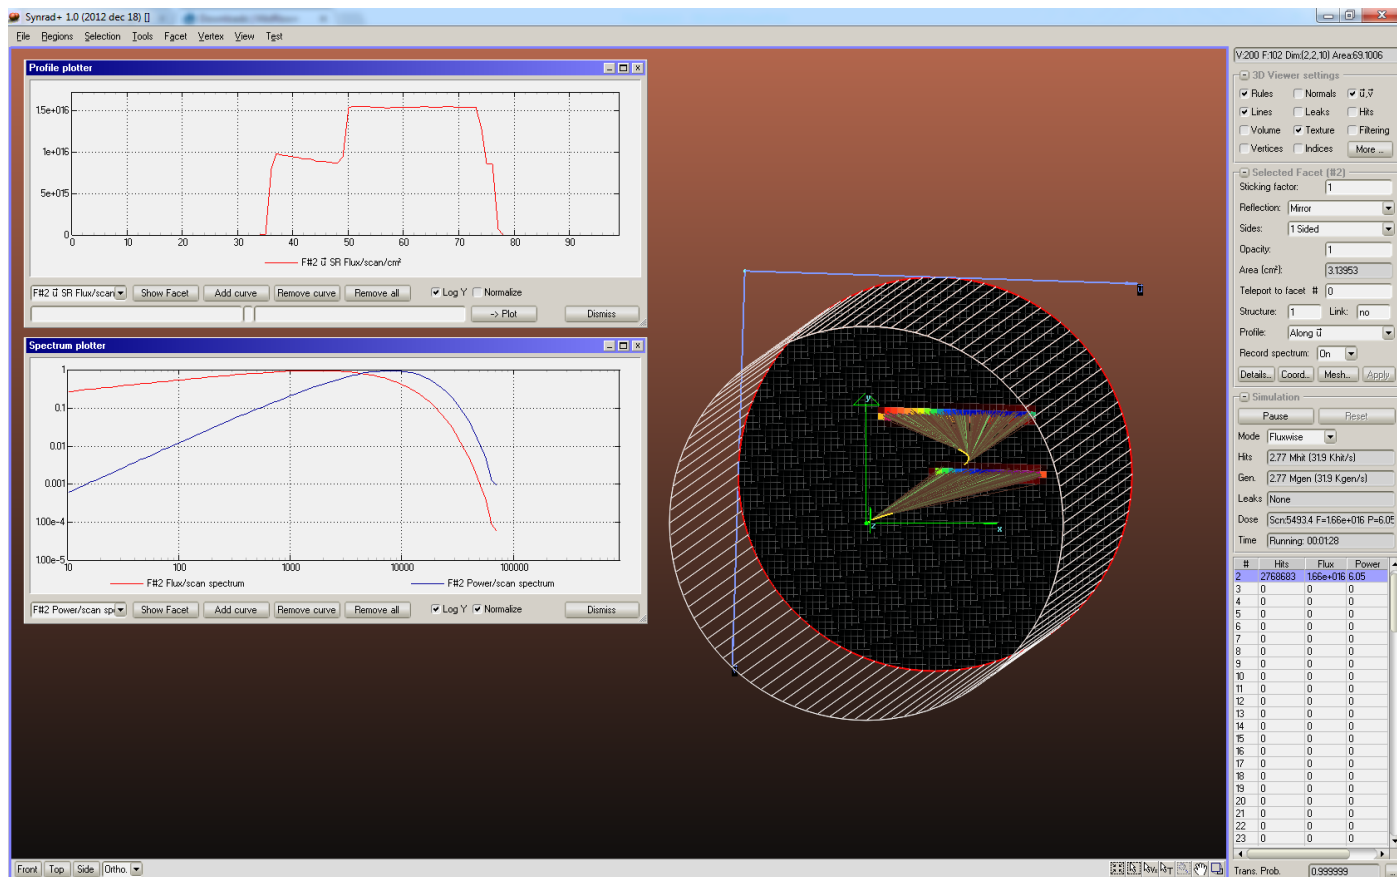 Synrad+ 1.0 (2012 dec 18) []
File Regions Selection Tools Facet Vertex View Test
Profile plotter
1.5e+016
1e+016
5e+015
0
0 10 20 30 40 50 60 70 80 90
F#2 ū SR Flux/scan/cm²
F#2 ū SR Flux/scan Show Facet Add curve Remove curve Remove all Log Y Normalize
-> Plot Dismiss
Spectrum plotter
1
0.1
0.01
0.001
100e-4
100e-5
10 100 1000 10000 100000
F#2 Flux/scan spectrum F#2 Power/scan spectrum
F#2 Power/scan sp Show Facet Add curve Remove curve Remove all Log Y Normalize Dismiss
y
x
z
u
Front Top Side Ortho.
V:200 F:102 Dim:(2,2,10) Area:69.1006
3D Viewer settings
Rules Normals ū,v̄
Lines Leaks Hits
Volume Texture Filtering
Vertices Indices More ...
Selected Facet (#2)
Sticking factor: 1
Reflection: Mirror
Sides: 1 Sided
Opacity: 1
Area (cm²): 3.13953
Teleport to facet # 0
Structure: 1 Link: no
Profile: Along ū
Record spectrum: On
Details.. Coord.. Mesh.. Apply
Simulation
Pause Reset
Mode Fluxwise
Hits 2.77 Mhit (31.9 Khit/s)
Gen. 2.77 Mgen (31.9 Kgen/s)
Leaks None
Dose Scn:5493.4 F=1.66e+016 P=6.05
Time Running: 00:01:28
# Hits Flux Power
2 2768683 1.66e+016 6.05
3 0 0 0
4 0 0 0
5 0 0 0
6 0 0 0
7 0 0 0
8 0 0 0
9 0 0 0
10 0 0 0
11 0 0 0
12 0 0 0
13 0 0 0
14 0 0 0
15 0 0 0
16 0 0 0
17 0 0 0
18 0 0 0
19 0 0 0
20 0 0 0
21 0 0 0
22 0 0 0
23 0 0 0
Trans. Prob. 0.999999 ...